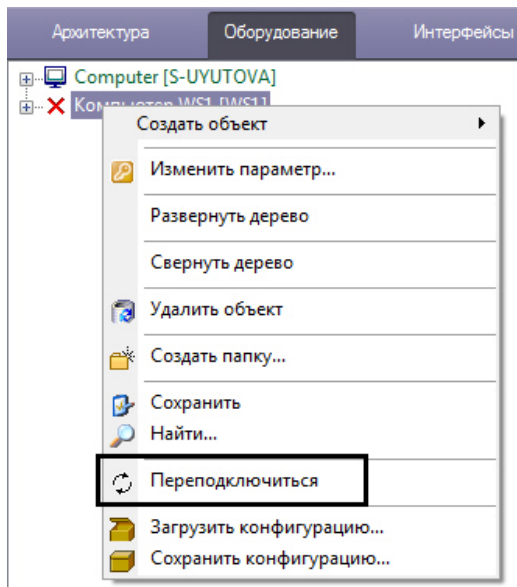 Архитектура Оборудование Интерфейсы
Computer [S-UYUTOVA]
Компьютер WS1 [WS1]
Создать объект
Изменить параметр...
Развернуть дерево
Свернуть дерево
Удалить объект
Создать папку...
Сохранить
Найти...
Переподключиться
Загрузить конфигурацию...
Сохранить конфигурацию...